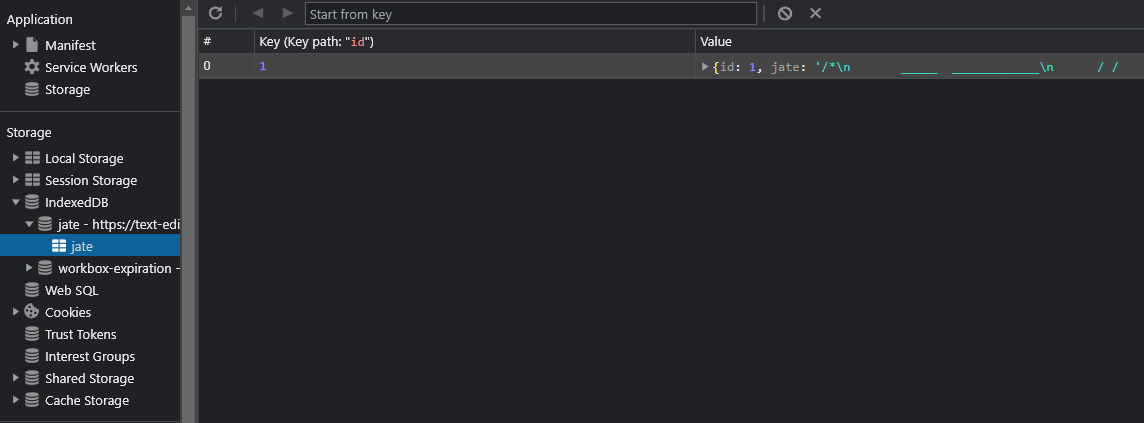 Application
Manifest
Service Workers
Storage
Storage
Local Storage
Session Storage
IndexedDB
jate - https://text-edi
jate
workbox-expiration -
Web SQL
Cookies
Trust Tokens
Interest Groups
Shared Storage
Cache Storage
Start from key
# Key (Key path: "id") Value
0 1 {id: 1, jate: '/*\n _____ ____________\n / /